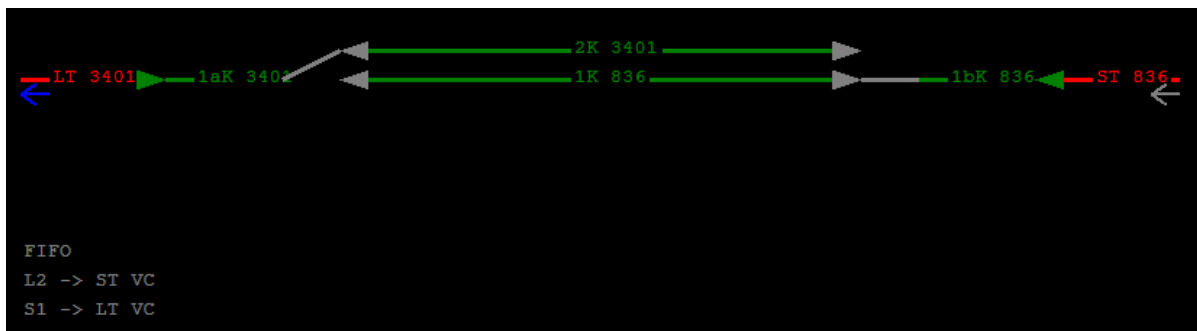 2K 3401
LT 3401 1aK 3401 1K 836 1bK 836 ST 836
FIFO
L2 -> ST VC
S1 -> LT VC